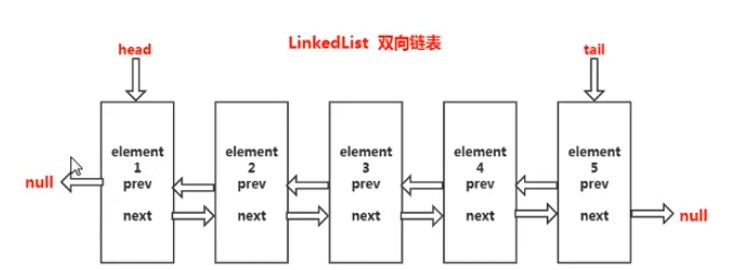 LinkedList 双向链表
head
tail
element
1
prev
next
element
2
prev
next
element
3
prev
next
element
4
prev
next
element
5
prev
next
null
null